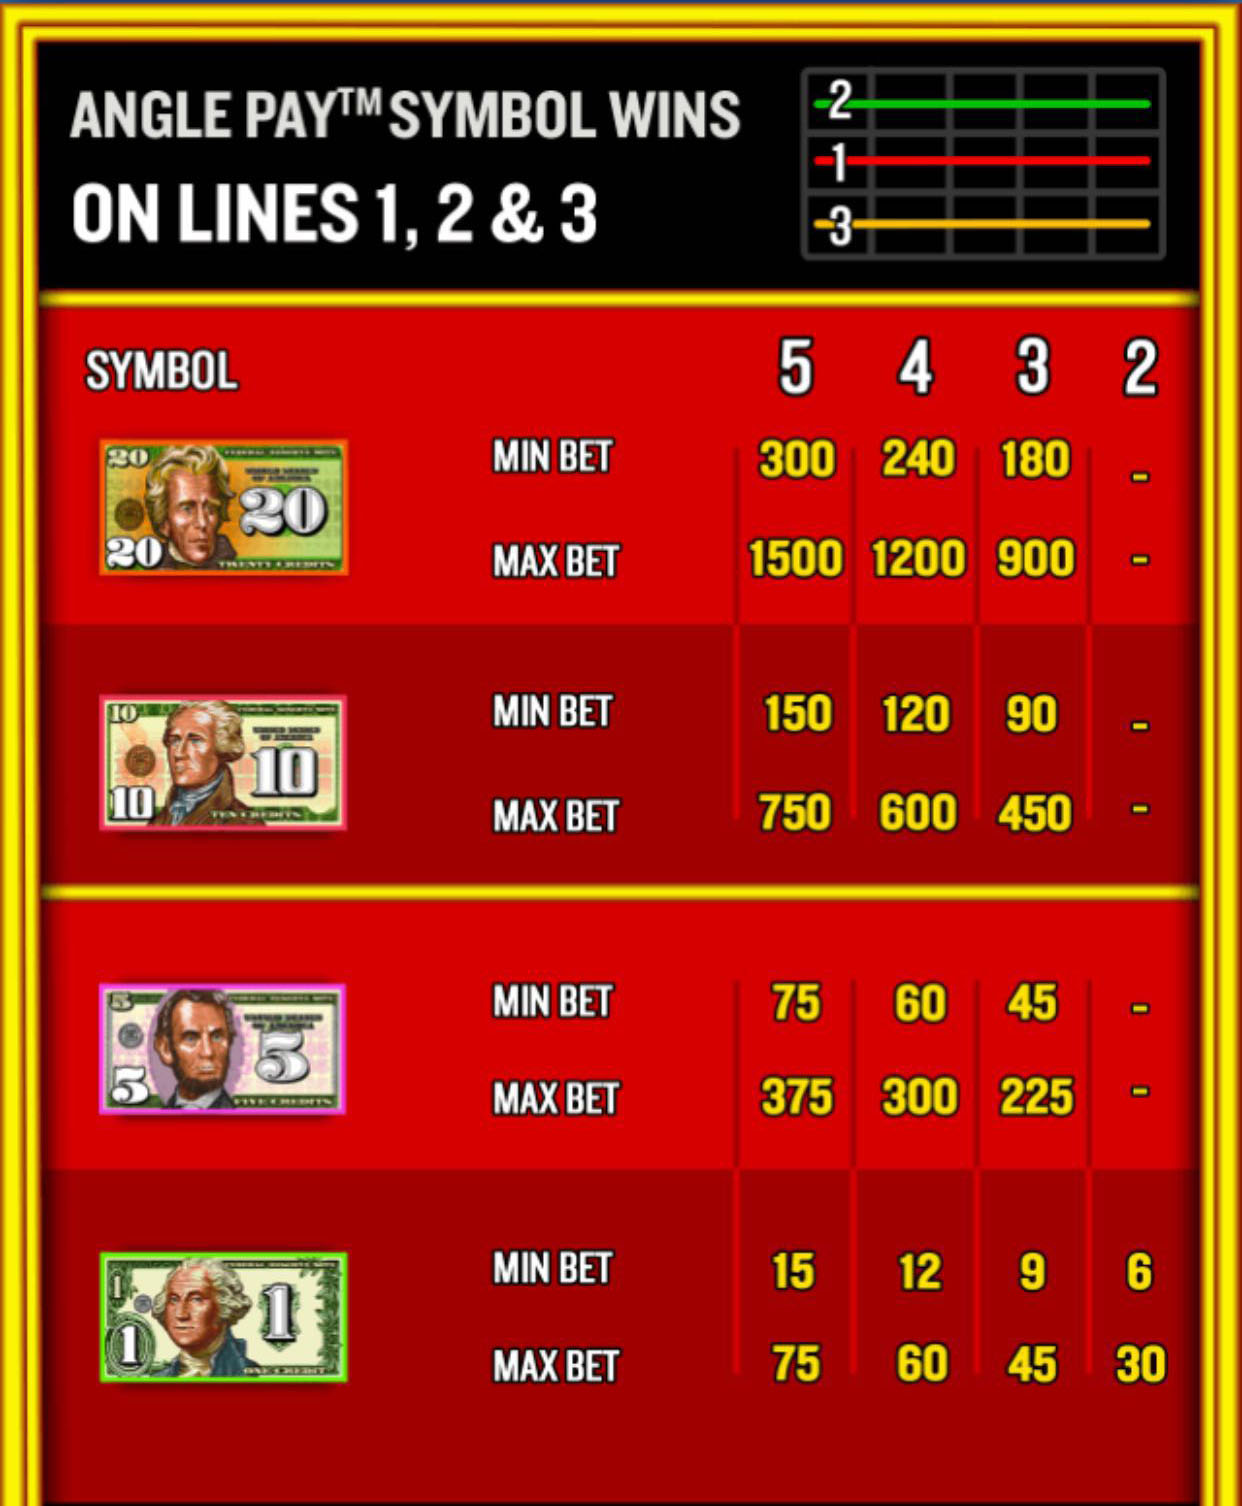 ANGLE PAY™ SYMBOL WINS
2
ON LINES 1, 2 & 3
1
3
SYMBOL 5 4 3 2
MIN BET 300 240 180 -
20 20
20
TWENTY CREDITS
MAX BET 1500 1200 900 -
MIN BET 150 120 90 -
10 10
10
TEN CREDITS
MAX BET 750 600 450 -
MIN BET 75 60 45 -
5 5
5
FIVE CREDITS
MAX BET 375 300 225 -
MIN BET 15 12 9 6
1 1
1
ONE CREDIT
MAX BET 75 60 45 30